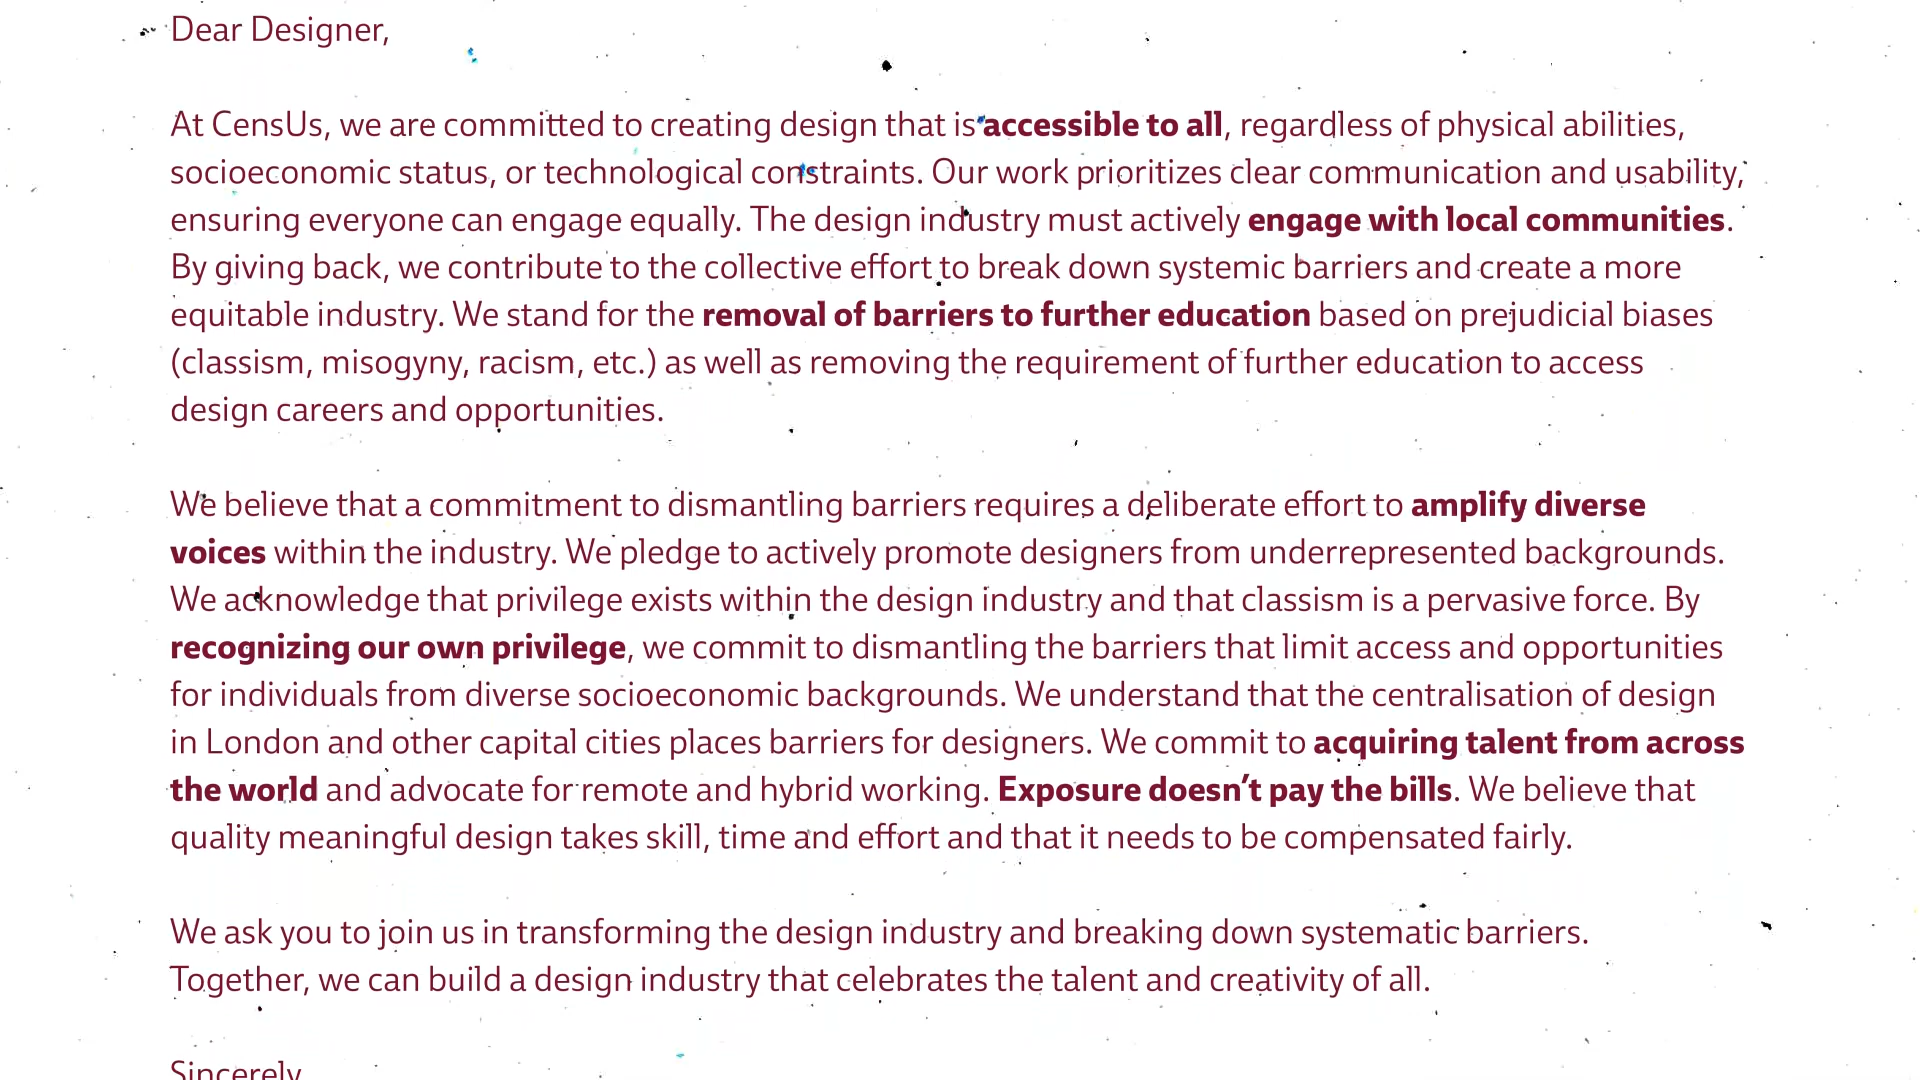 Dear Designer,
At CensUs, we are committed to creating design that is accessible to all, regardless of physical abilities,
socioeconomic status, or technological constraints. Our work prioritizes clear communication and usability,
ensuring everyone can engage equally. The design industry must actively engage with local communities.
By giving back, we contribute to the collective effort to break down systemic barriers and create a more
equitable industry. We stand for the removal of barriers to further education based on prejudicial biases
(classism, misogyny, racism, etc.) as well as removing the requirement of further education to access
design careers and opportunities.
We believe that a commitment to dismantling barriers requires a deliberate effort to amplify diverse
voices within the industry. We pledge to actively promote designers from underrepresented backgrounds.
We acknowledge that privilege exists within the design industry and that classism is a pervasive force. By
recognizing our own privilege, we commit to dismantling the barriers that limit access and opportunities
for individuals from diverse socioeconomic backgrounds. We understand that the centralisation of design
in London and other capital cities places barriers for designers. We commit to acquiring talent from across
the world and advocate for remote and hybrid working. Exposure doesn't pay the bills. We believe that
quality meaningful design takes skill, time and effort and that it needs to be compensated fairly.
We ask you to join us in transforming the design industry and breaking down systematic barriers.
Together, we can build a design industry that celebrates the talent and creativity of all.
Sincerely